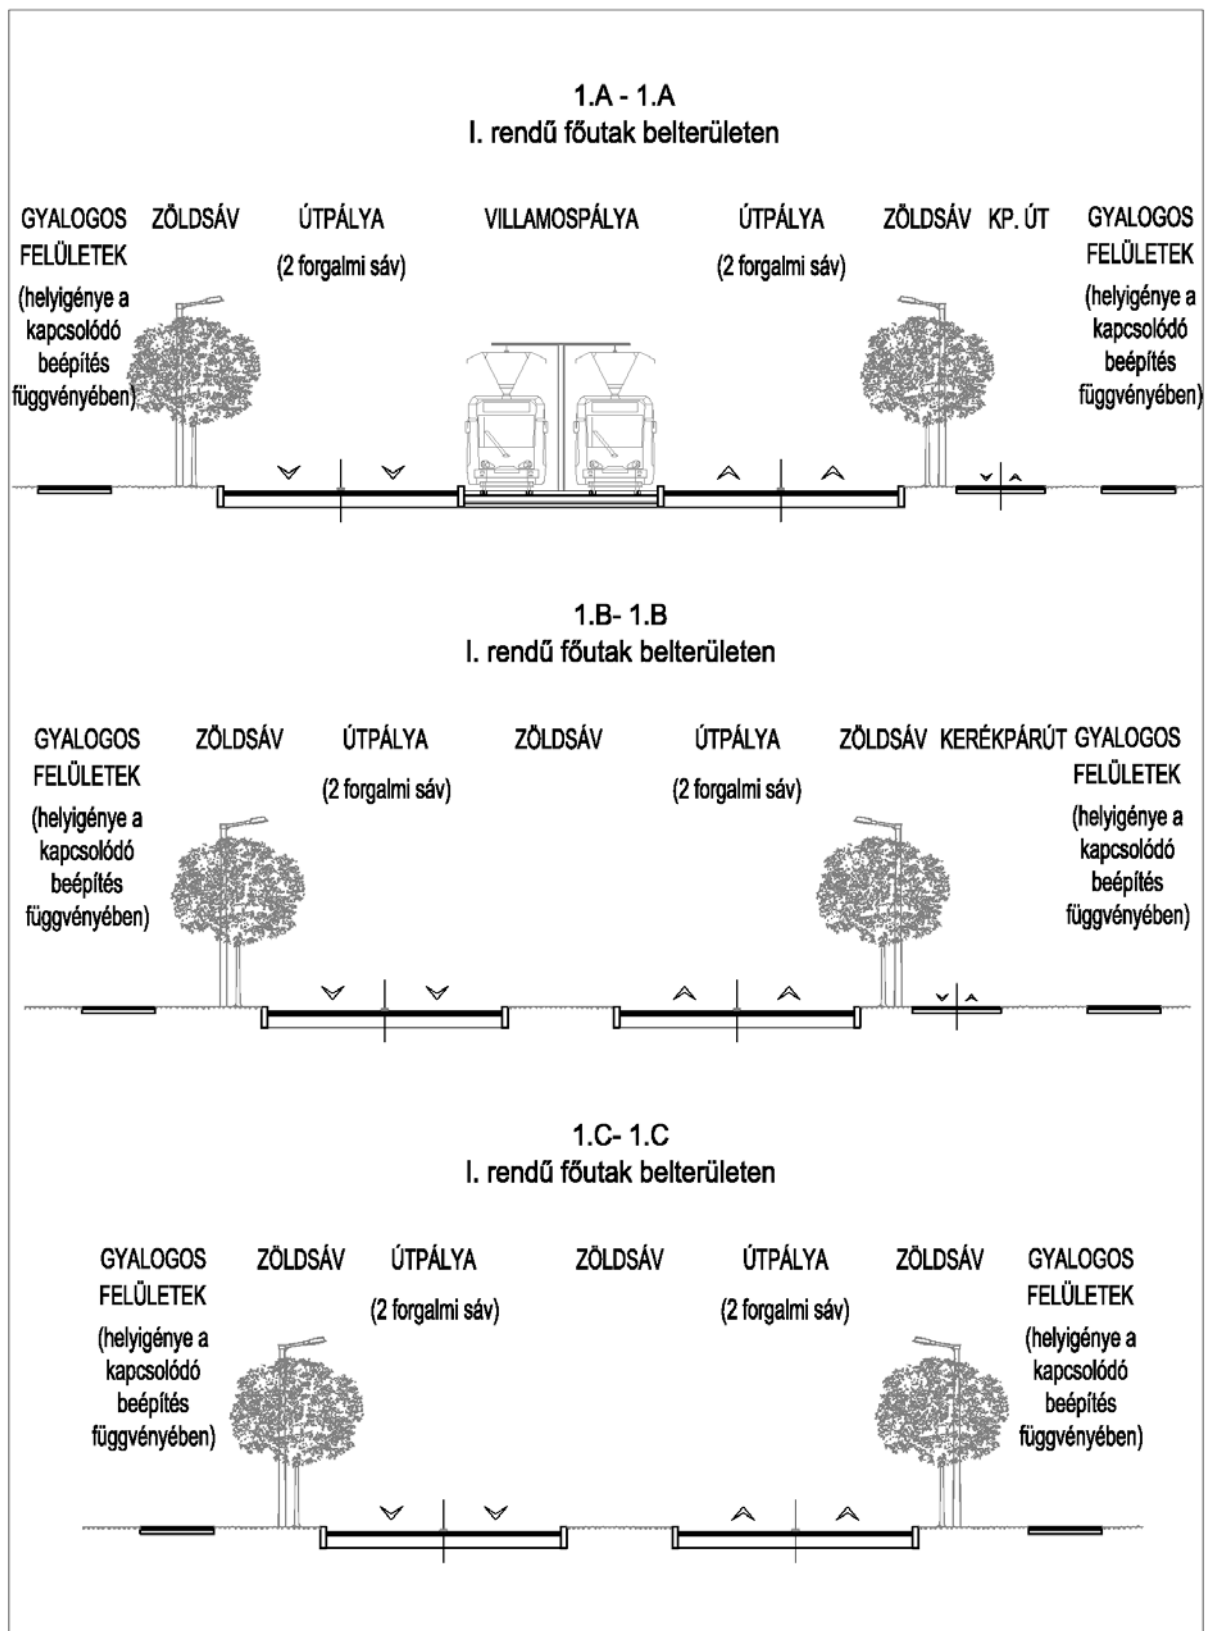 1.A - 1.A
I. rendű főutak belterületen
GYALOGOS
FELÜLETEK
(helyigénye a
kapcsolódó
beépítés
függvényében)
ZÖLDSÁV
ÚTPÁLYA
(2 forgalmi sáv)
VILLAMOSPÁLYA
ÚTPÁLYA
(2 forgalmi sáv)
ZÖLDSÁV
KP. ÚT
GYALOGOS
FELÜLETEK
(helyigénye a
kapcsolódó
beépítés
függvényében)
1.B- 1.B
I. rendű főutak belterületen
GYALOGOS
FELÜLETEK
(helyigénye a
kapcsolódó
beépítés
függvényében)
ZÖLDSÁV
ÚTPÁLYA
(2 forgalmi sáv)
ZÖLDSÁV
ÚTPÁLYA
(2 forgalmi sáv)
ZÖLDSÁV
KERÉKPÁRÚT
GYALOGOS
FELÜLETEK
(helyigénye a
kapcsolódó
beépítés
függvényében)
1.C- 1.C
I. rendű főutak belterületen
GYALOGOS
FELÜLETEK
(helyigénye a
kapcsolódó
beépítés
függvényében)
ZÖLDSÁV
ÚTPÁLYA
(2 forgalmi sáv)
ZÖLDSÁV
ÚTPÁLYA
(2 forgalmi sáv)
ZÖLDSÁV
GYALOGOS
FELÜLETEK
(helyigénye a
kapcsolódó
beépítés
függvényében)